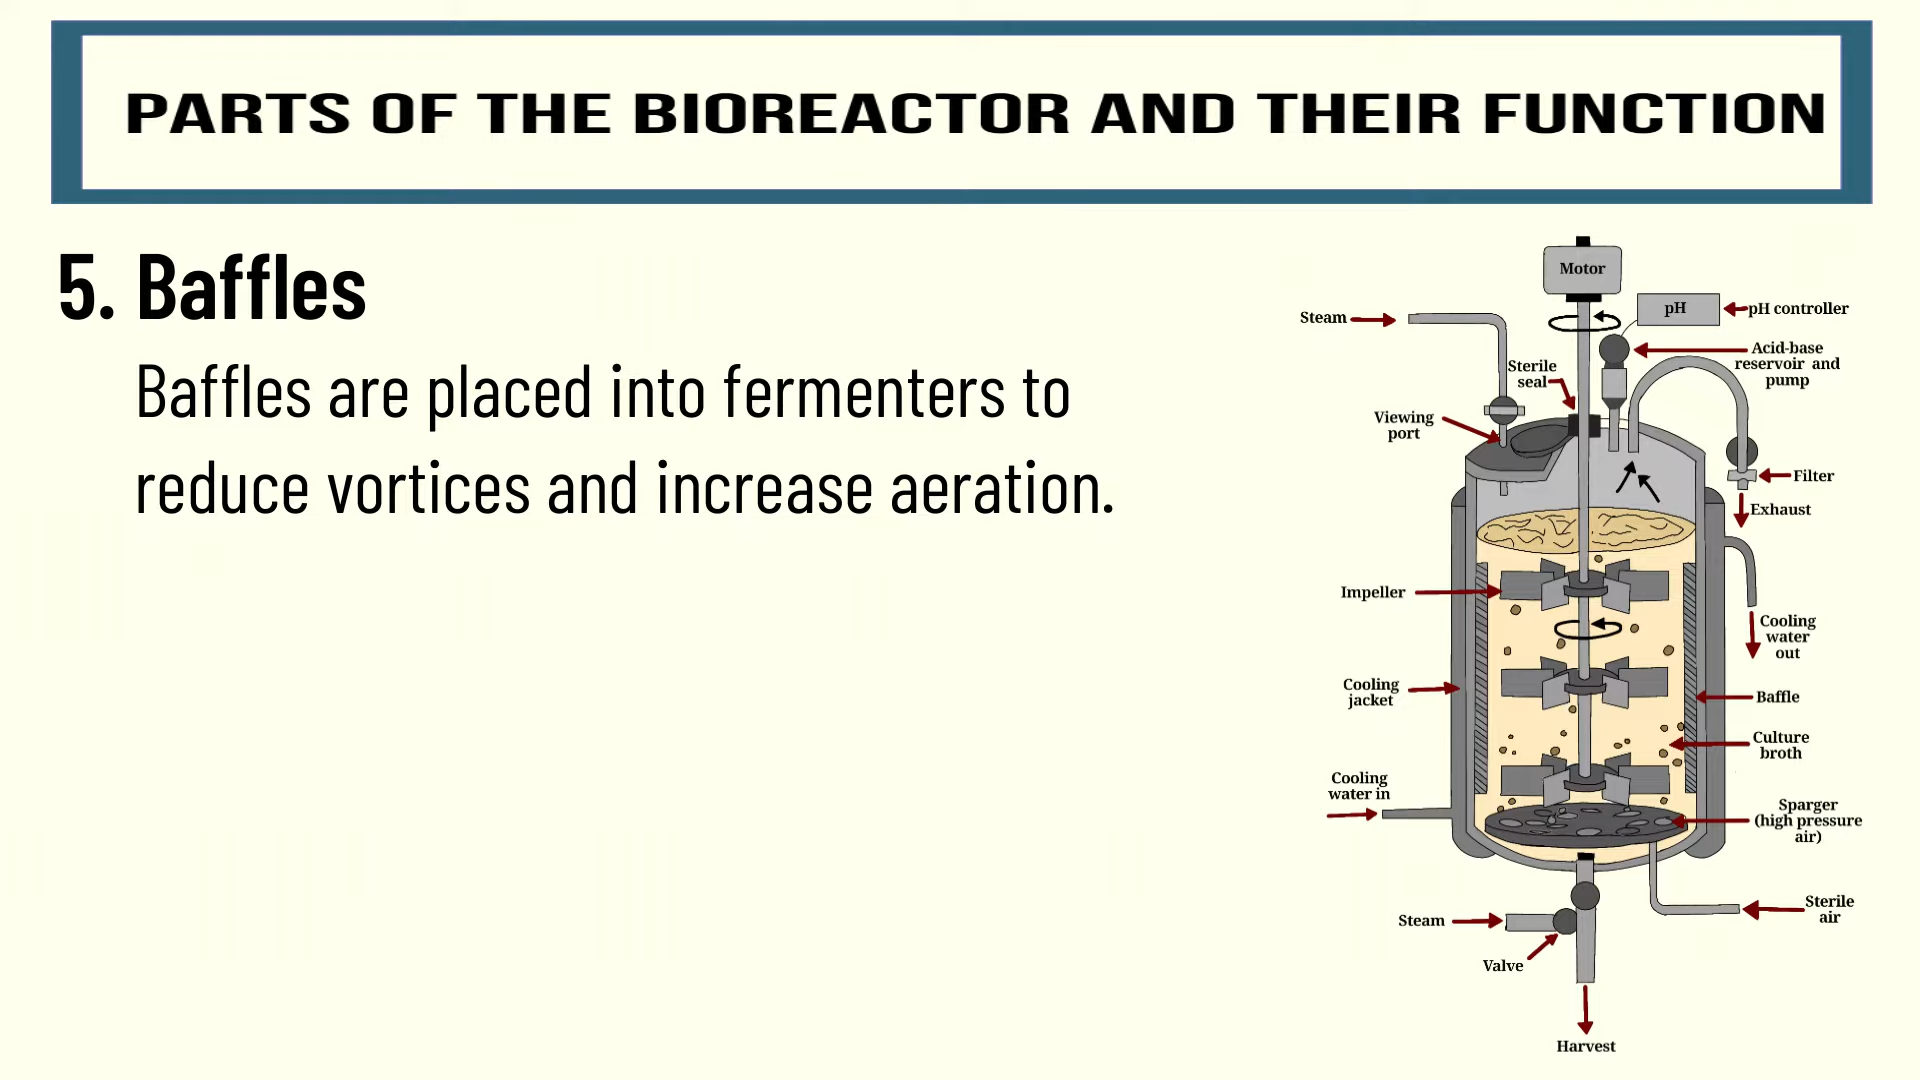 PARTS OF THE BIOREACTOR AND THEIR FUNCTION
5. Baffles
Baffles are placed into fermenters to
reduce vortices and increase aeration.
Motor
Steam
pH
pH controller
Sterile
seal
Acid-base
reservoir and
pump
Viewing
port
Filter
Exhaust
Impeller
Cooling
water
out
Cooling
jacket
Baffle
Culture
broth
Cooling
water in
Sparger
(high pressure
air)
Sterile
air
Steam
Valve
Harvest